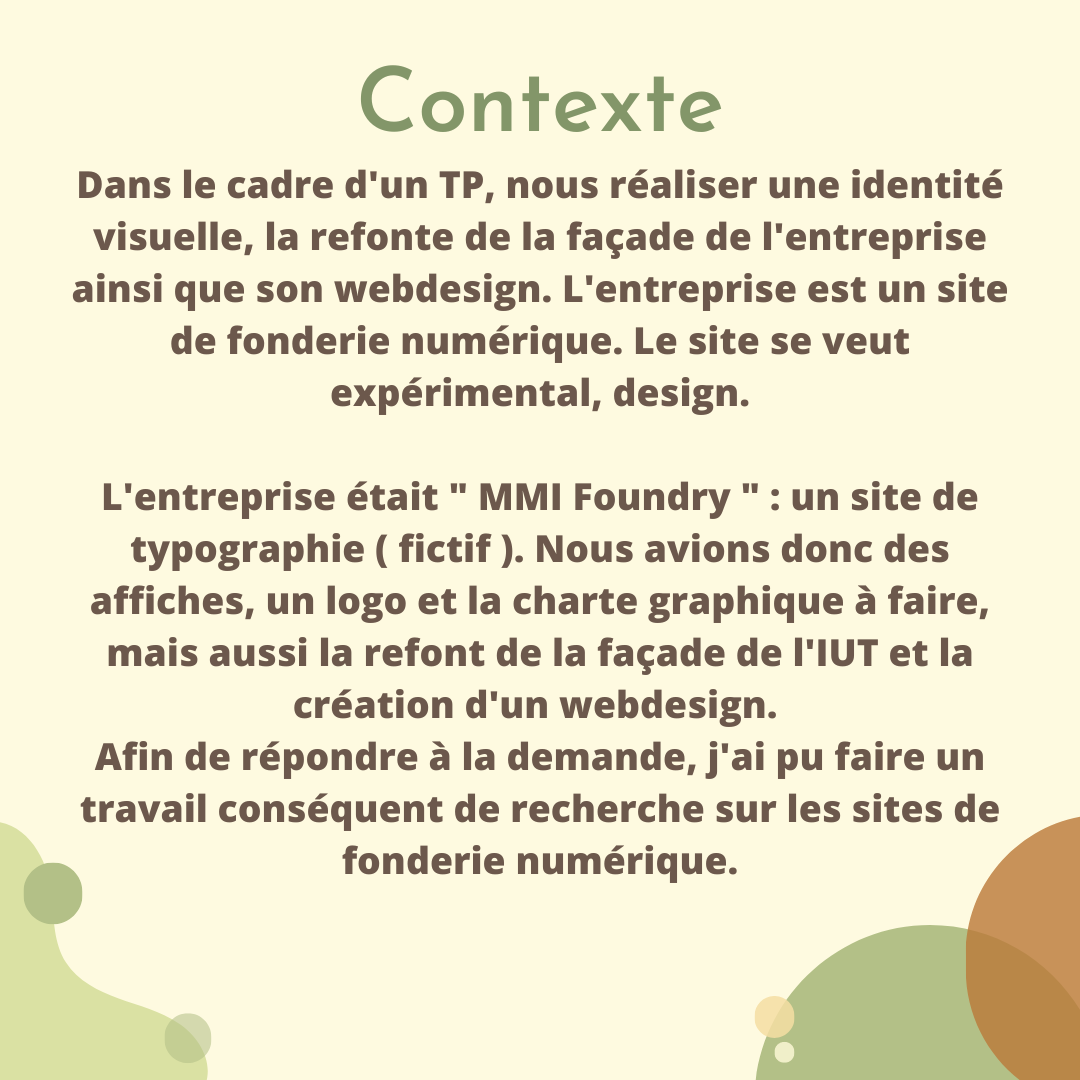 Contexte
Dans le cadre d'un TP, nous réaliser une identité
visuelle, la refonte de la façade de l'entreprise
ainsi que son webdesign. L'entreprise est un site
de fonderie numérique. Le site se veut
expérimental, design.
L'entreprise était " MMI Foundry " : un site de
typographie ( fictif ). Nous avions donc des
affiches, un logo et la charte graphique à faire,
mais aussi la refont de la façade de l'IUT et la
création d'un webdesign.
Afin de répondre à la demande, j'ai pu faire un
travail conséquent de recherche sur les sites de
fonderie numérique.